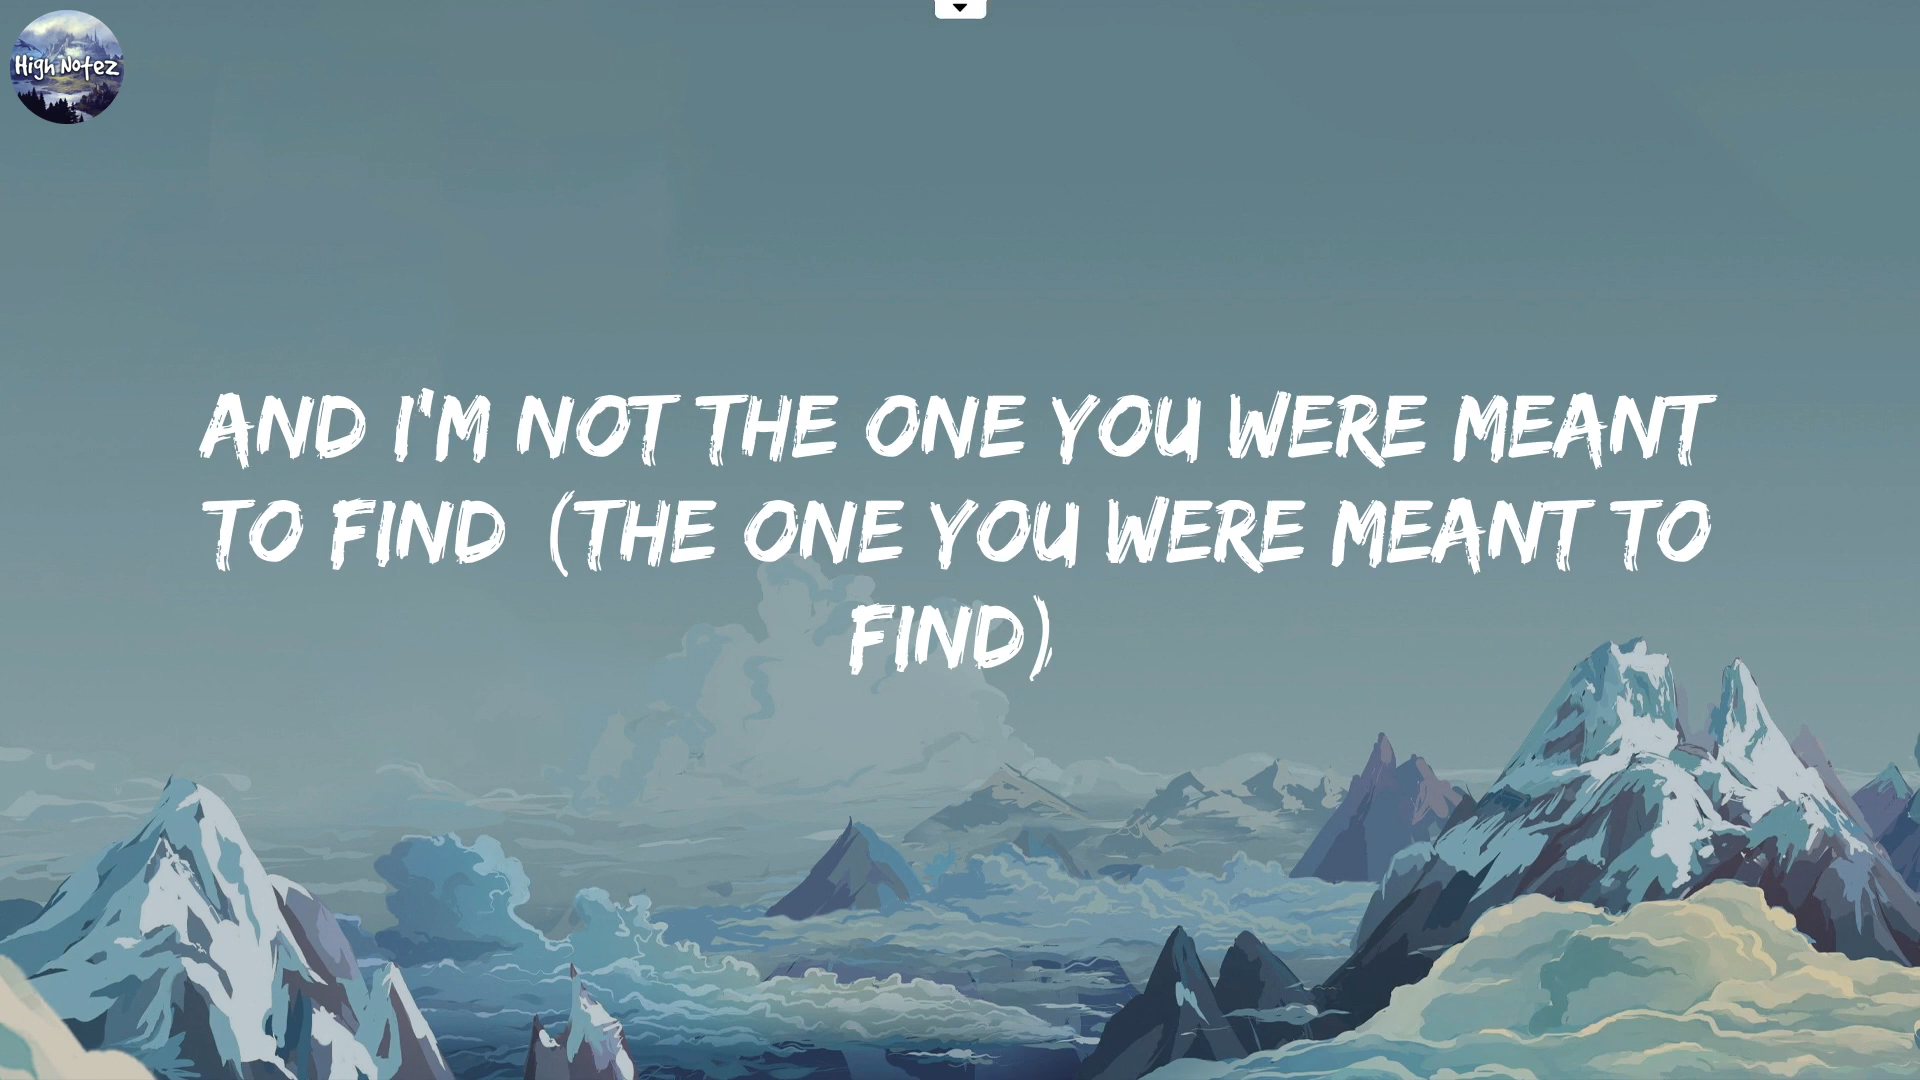 High Notez
AND I'M NOT THE ONE YOU WERE MEANT
TO FIND (THE ONE YOU WERE MEANT TO
FIND)